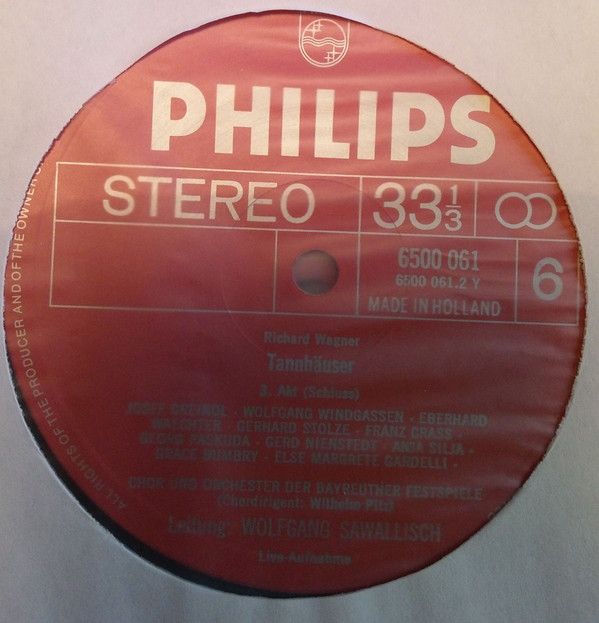 PHILIPS
STEREO
33 1/3
6500 061
6500 061.2 Y
6
MADE IN HOLLAND
Richard Wagner
Tannhäuser
3. Akt (Schluss)
JOSEF GREINDL · WOLFGANG WINDGASSEN · EBERHARD
WAECHTER · GERHARD STOLZE · FRANZ CRASS ·
GEORG PASKUDA · GERD NIENSTEDT · ANJA SILJA ·
GRACE BUMBRY · ELSE MARGRETE GARDELLI ·
CHOR UND ORCHESTER DER BAYREUTHER FESTSPIELE
(Chordirigent: Wilhelm Pitz)
Leitung: WOLFGANG SAWALLISCH
Live-Aufnahme
ALL RIGHTS OF THE PRODUCER AND OF THE OWNER